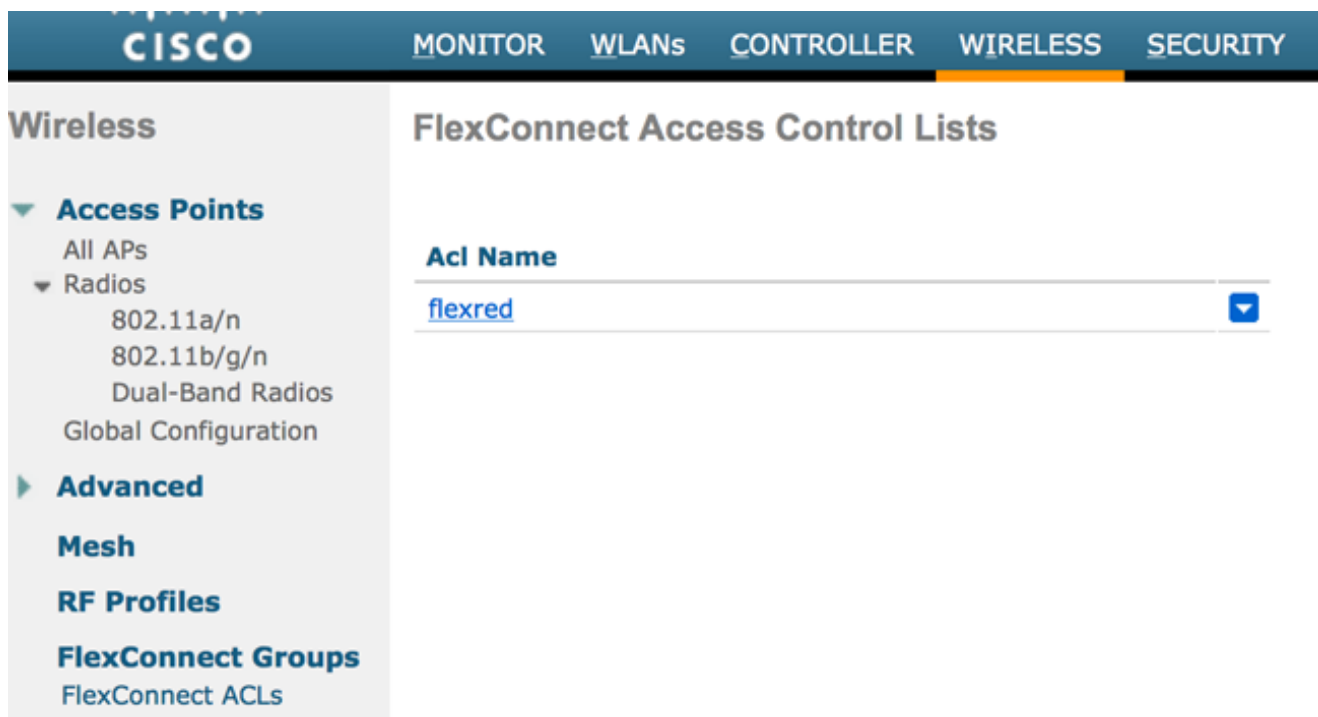 CISCO
MONITOR WLANs CONTROLLER WIRELESS SECURITY
Wireless
Access Points
All APs
Radios
802.11a/n
802.11b/g/n
Dual-Band Radios
Global Configuration
Advanced
Mesh
RF Profiles
FlexConnect Groups
FlexConnect ACLs
FlexConnect Access Control Lists
Acl Name
flexred